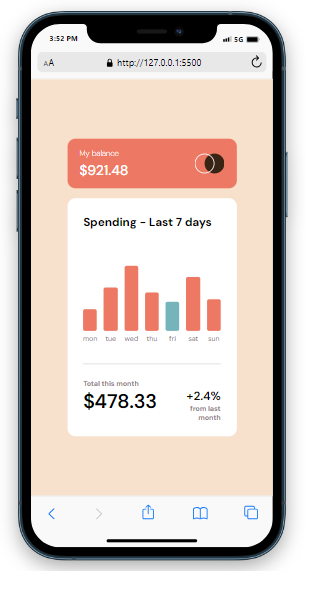 3:52 PM 5G
AA http://127.0.0.1:5500
My balance
$921.48
Spending - Last 7 days
mon tue wed thu fri sat sun
Total this month
$478.33
+2.4%
from last
month